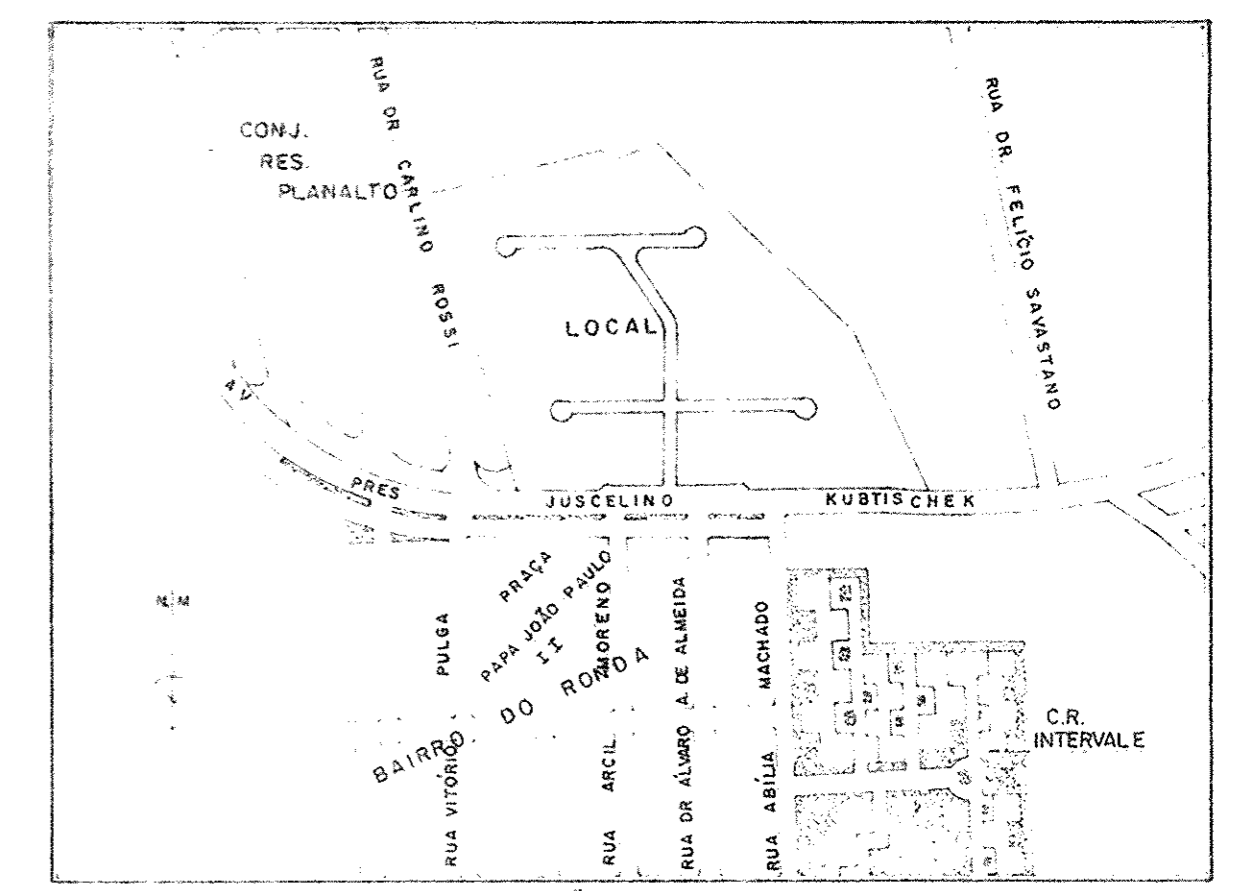 CONJ.
RES.
PLANALTO
RUA DR CARLINO ROSSI
RUA DR. FELÍCIO SAVASTANO
LOCAL
AV PRES JUSCELINO KUBTISCHEK
PRAÇA
PAPA JOÃO PAULO
II
BAIRRO DO RONDA
N M
RUA VITÓRIO PULGA
RUA ARCIL MORENO
RUA DR ÁLVARO A. DE ALMEIDA
RUA ABÍLIA MACHADO
C.R.
INTERVALE